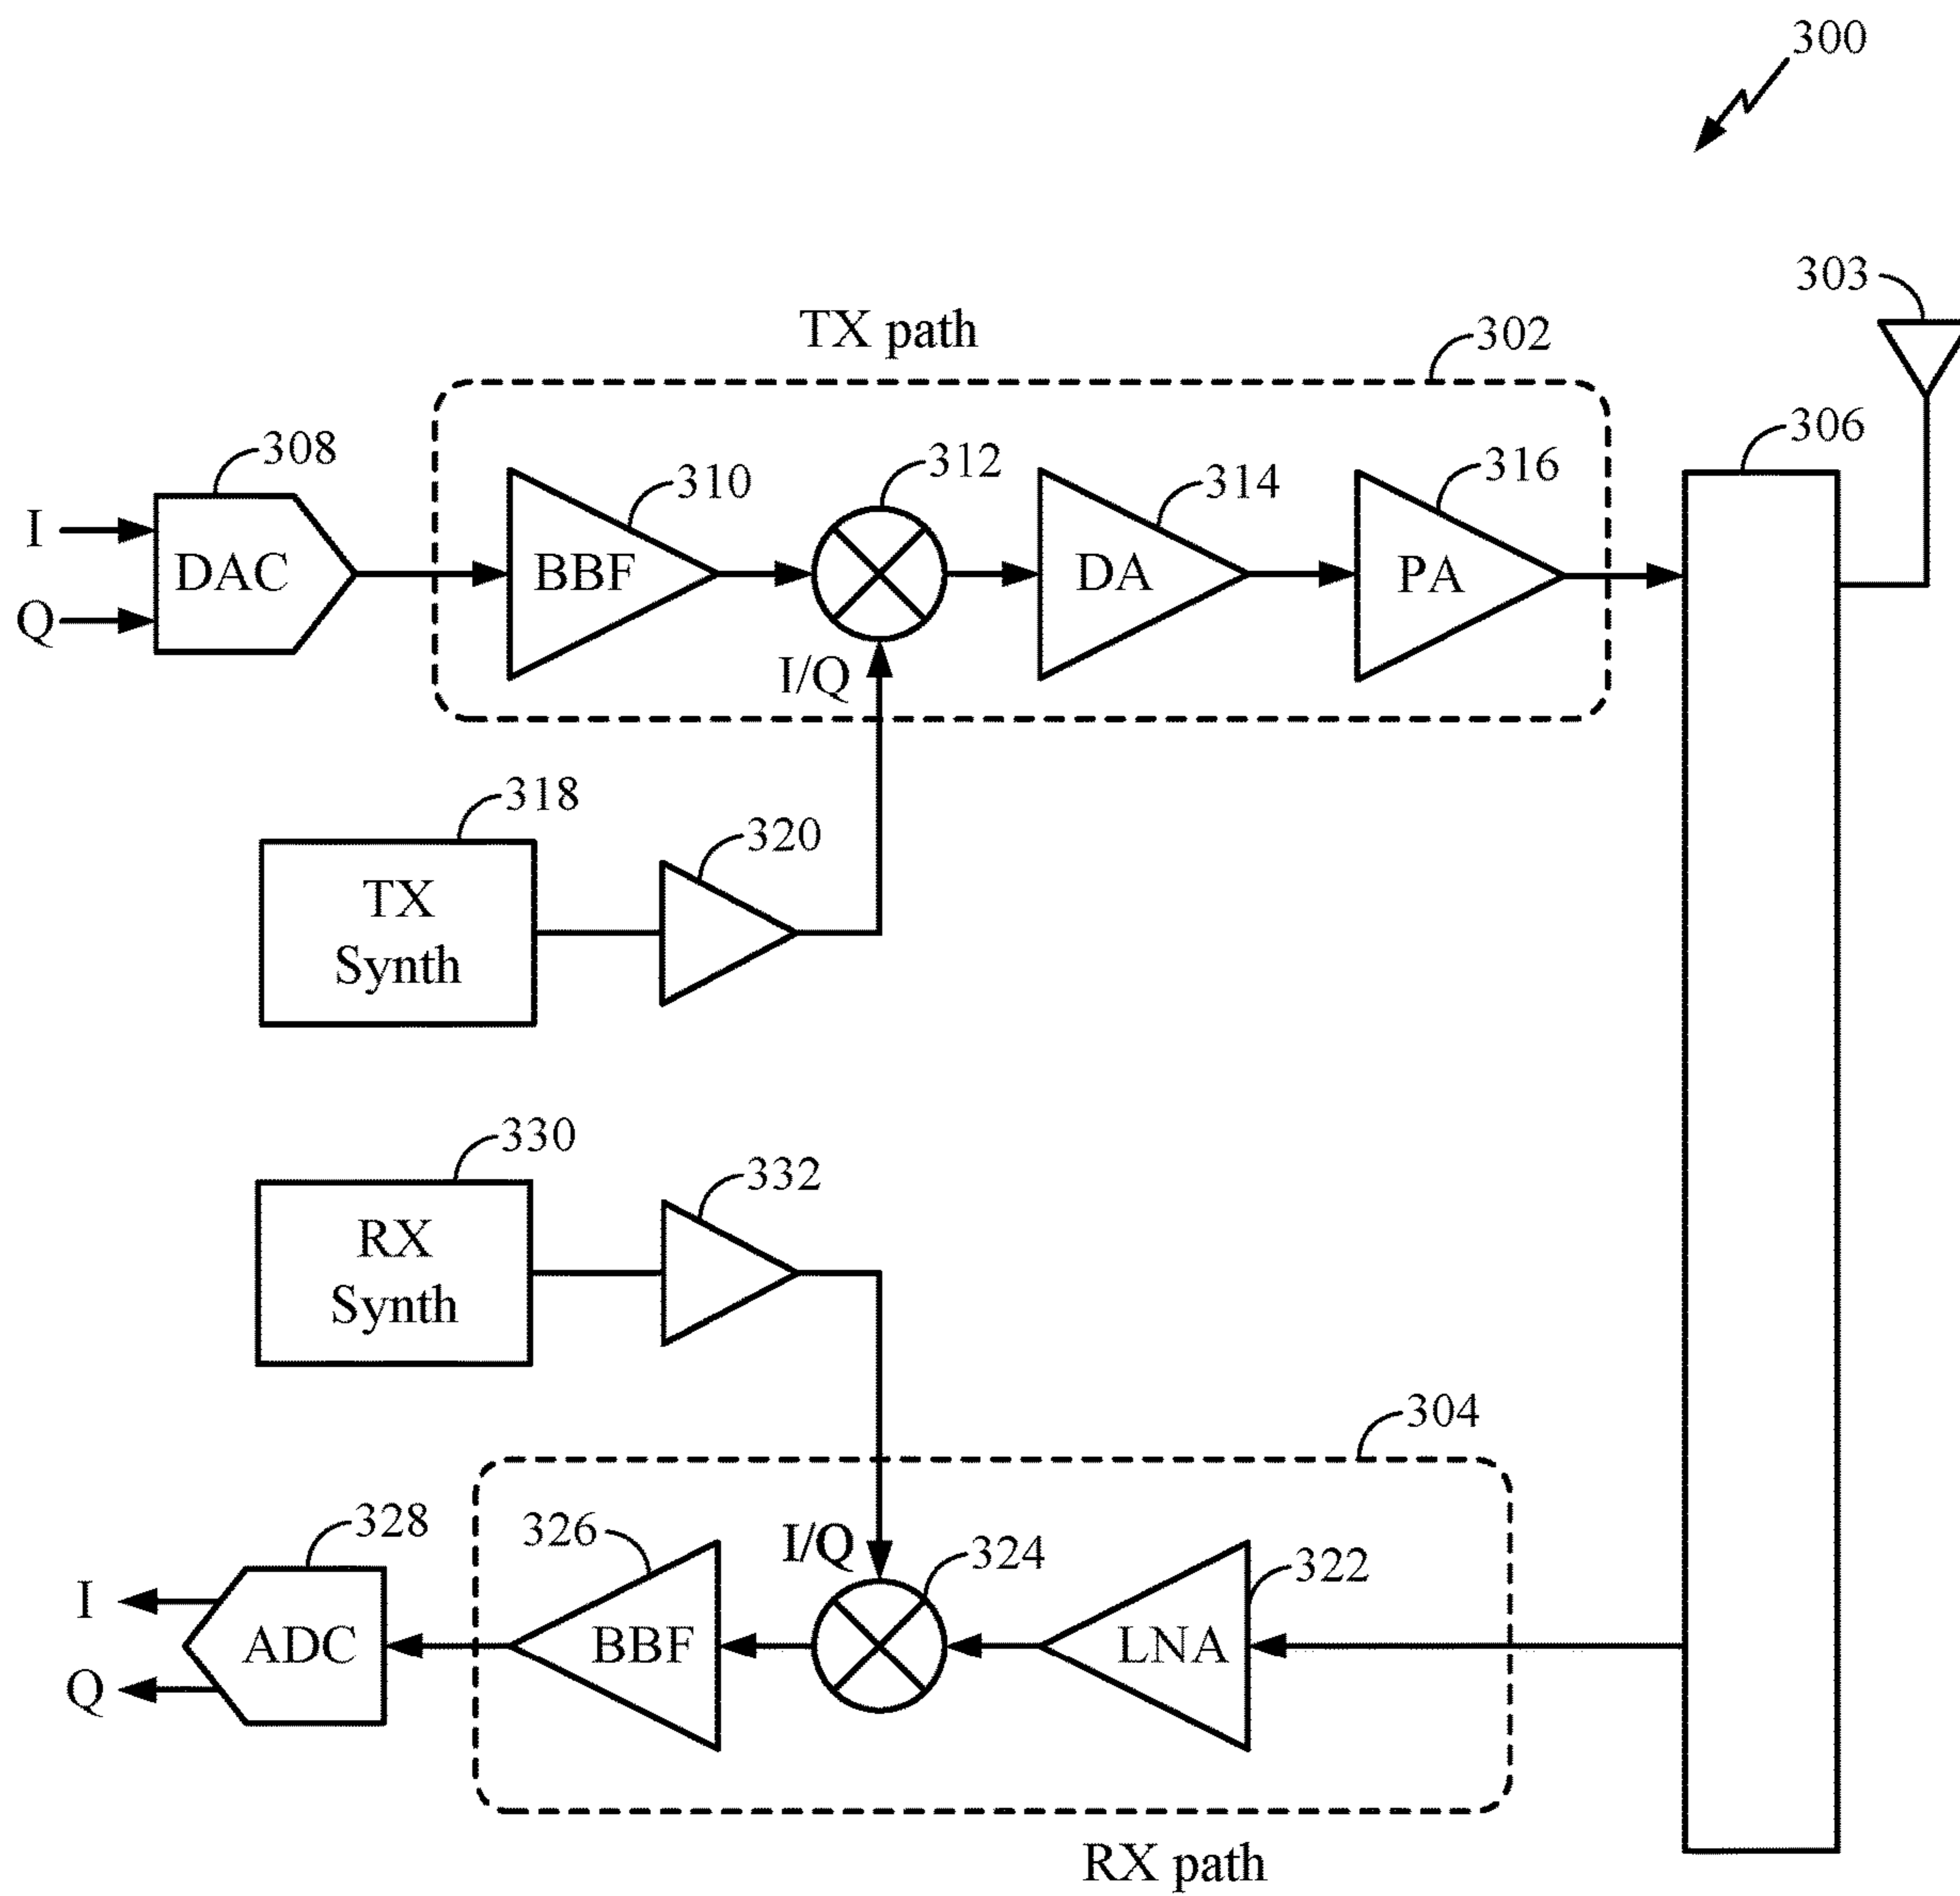 300
303
TX path
302
306
308
310
312
314
316
I
Q
DAC
BBF
DA
PA
I/Q
318
320
TX
Synth
330
332
RX
Synth
304
328
326
I/Q
324
322
I
Q
ADC
BBF
LNA
RX path